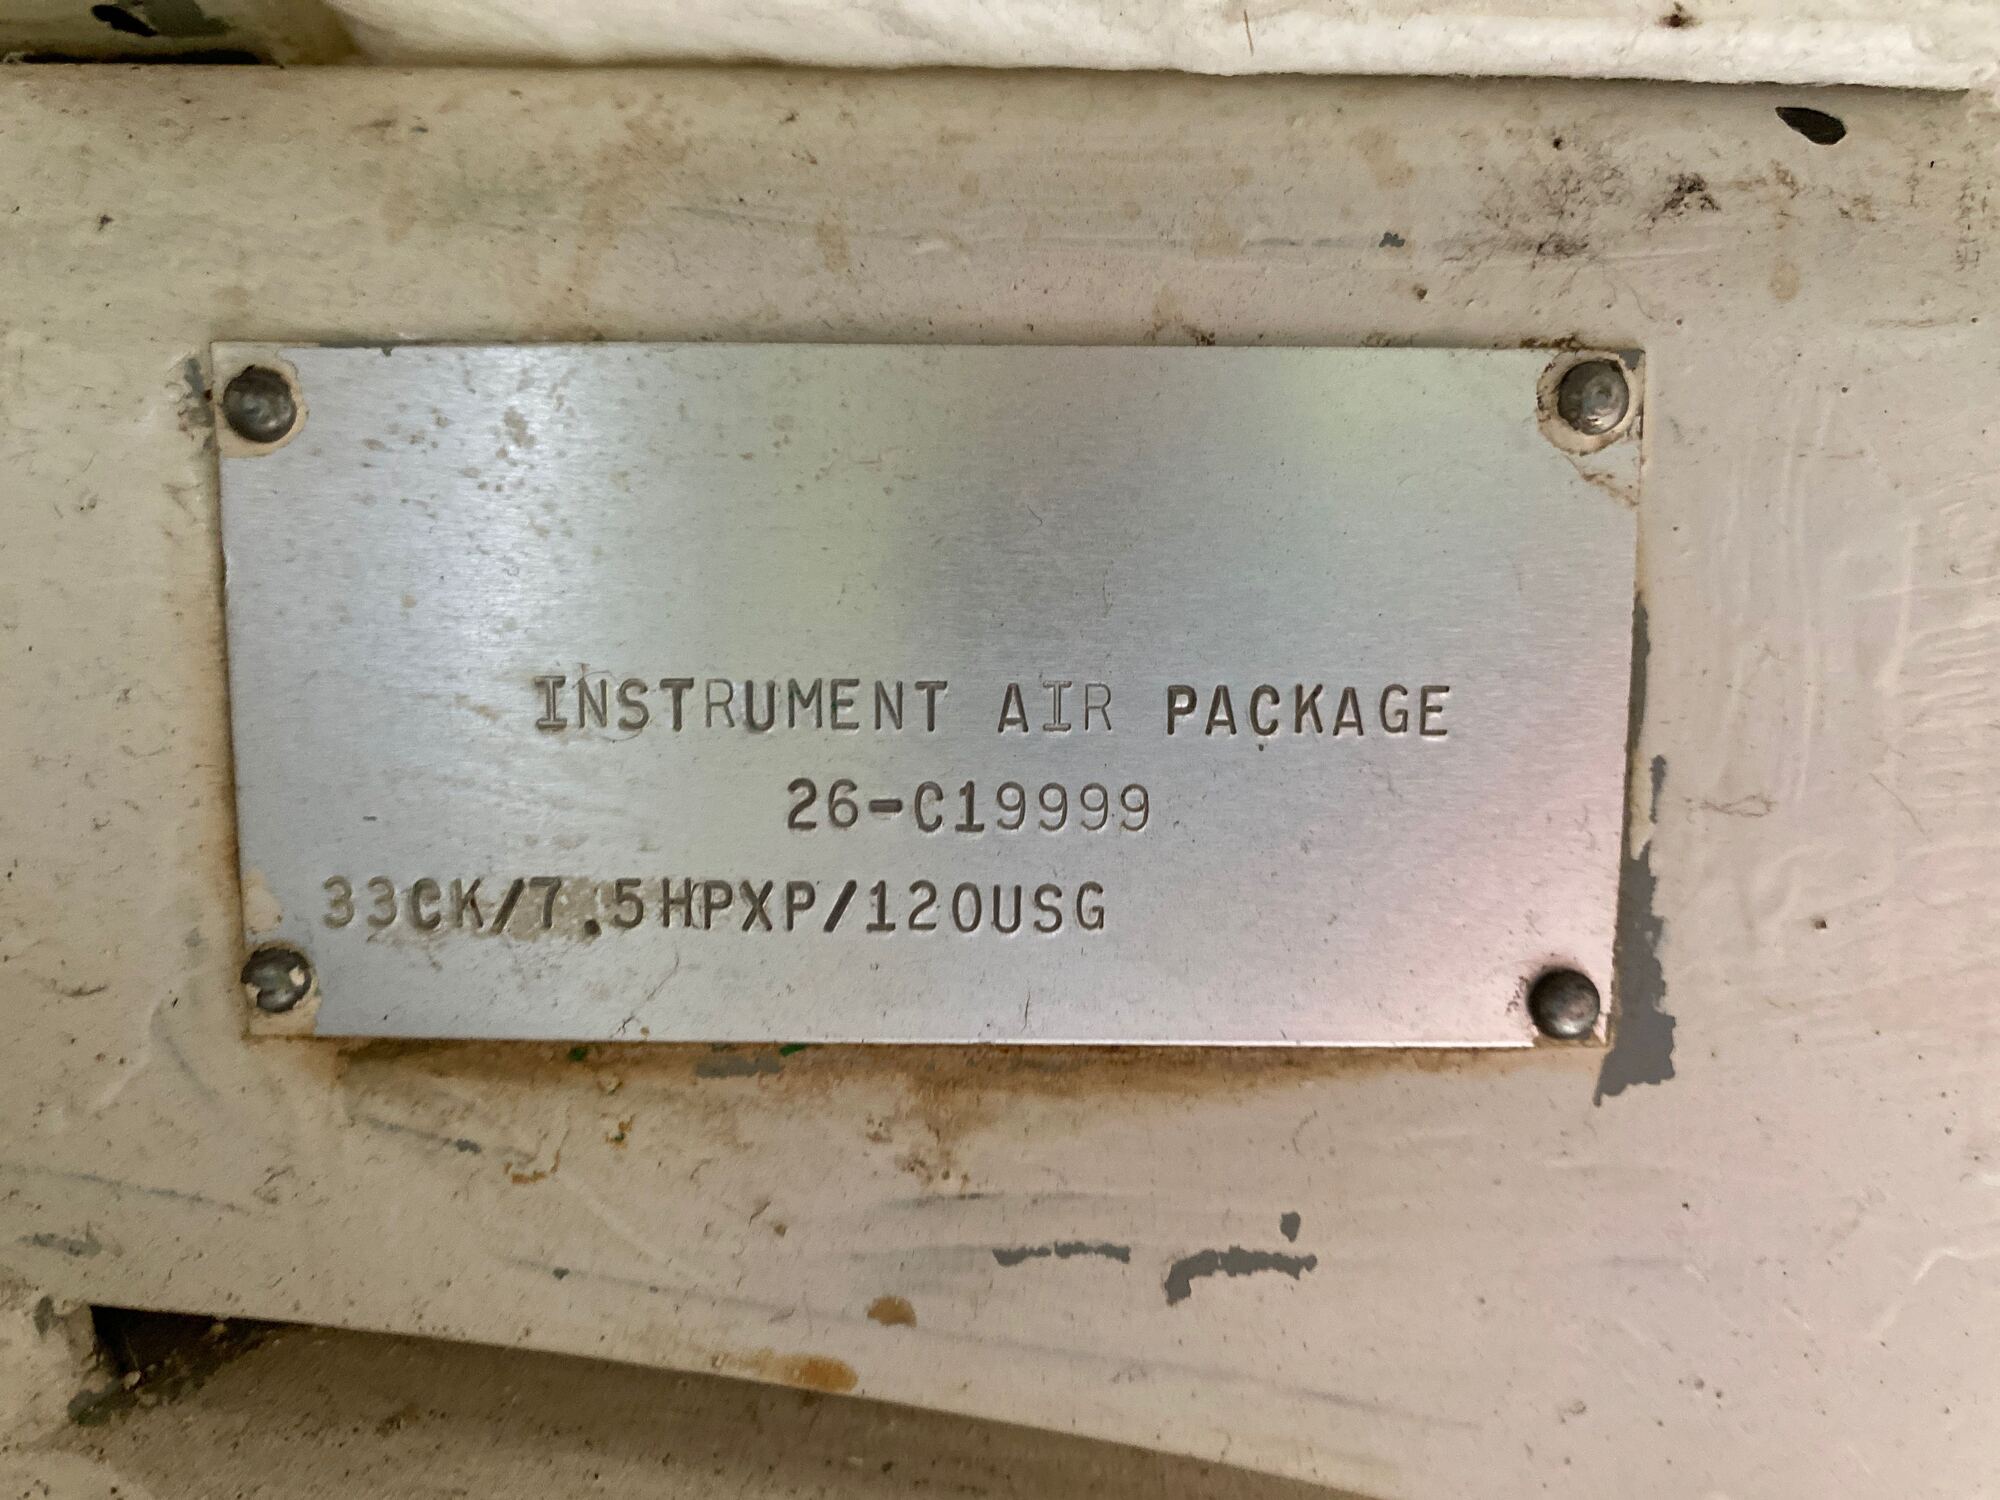 INSTRUMENT AIR PACKAGE
26-C19999
33CK/7.5HPXP/120USG